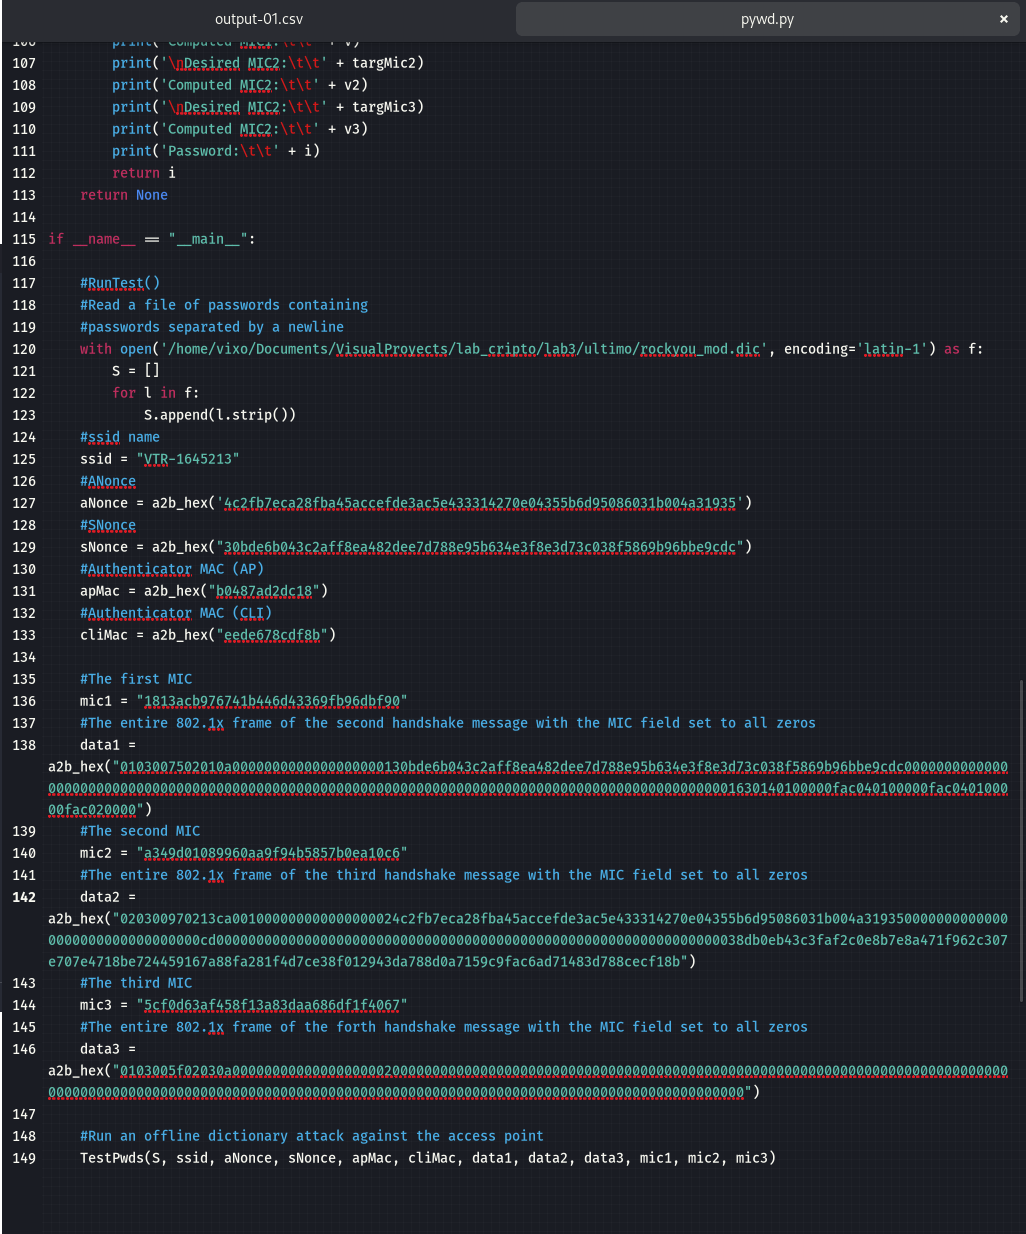 output-01.csv
pywd.py
×
106 print('Computed MIC1:\t\t' + v)
107 print('\nDesired MIC2:\t\t' + targMic2)
108 print('Computed MIC2:\t\t' + v2)
109 print('\nDesired MIC2:\t\t' + targMic3)
110 print('Computed MIC2:\t\t' + v3)
111 print('Password:\t\t' + i)
112 return i
113 return None
114
115 if __name__ == "__main__":
116
117 #RunTest()
118 #Read a file of passwords containing
119 #passwords separated by a newline
120 with open('/home/vixo/Documents/VisualProyects/lab_cripto/lab3/ultimo/rockyou_mod.dic', encoding='latin-1') as f:
121 S = []
122 for l in f:
123 S.append(l.strip())
124 #ssid name
125 ssid = "VTR-1645213"
126 #ANonce
127 aNonce = a2b_hex('4c2fb7eca28fba45accefde3ac5e433314270e04355b6d95086031b004a31935')
128 #SNonce
129 sNonce = a2b_hex("30bde6b043c2aff8ea482dee7d788e95b634e3f8e3d73c038f5869b96bbe9cdc")
130 #Authenticator MAC (AP)
131 apMac = a2b_hex("b0487ad2dc18")
132 #Authenticator MAC (CLI)
133 cliMac = a2b_hex("eede678cdf8b")
134
135 #The first MIC
136 mic1 = "1813acb976741b446d43369fb96dbf90"
137 #The entire 802.1x frame of the second handshake message with the MIC field set to all zeros
138 data1 =
139 #The second MIC
140 mic2 = "a349d01089960aa9f94b5857b0ea10c6"
141 #The entire 802.1x frame of the third handshake message with the MIC field set to all zeros
142 data2 =
e707e4718be724459167a88fa281f4d7ce38f012943da788d0a7159c9fac6ad71483d788cecf18b")
143 #The third MIC
144 mic3 = "5cf0d63af458f13a83daa686df1f4067"
145 #The entire 802.1x frame of the forth handshake message with the MIC field set to all zeros
146 data3 =
147
148 #Run an offline dictionary attack against the access point
149 TestPwds(S, ssid, aNonce, sNonce, apMac, cliMac, data1, data2, data3, mic1, mic2, mic3)